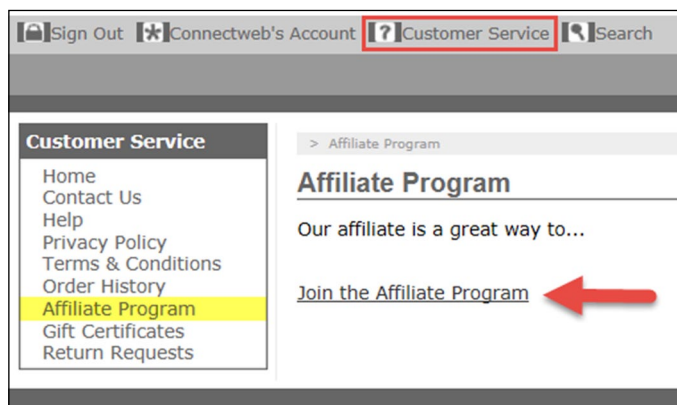 Sign Out Connectweb's Account ? Customer Service Search
Customer Service
Home
Contact Us
Help
Privacy Policy
Terms & Conditions
Order History
Affiliate Program
Gift Certificates
Return Requests
> Affiliate Program
Affiliate Program
Our affiliate is a great way to...
Join the Affiliate Program